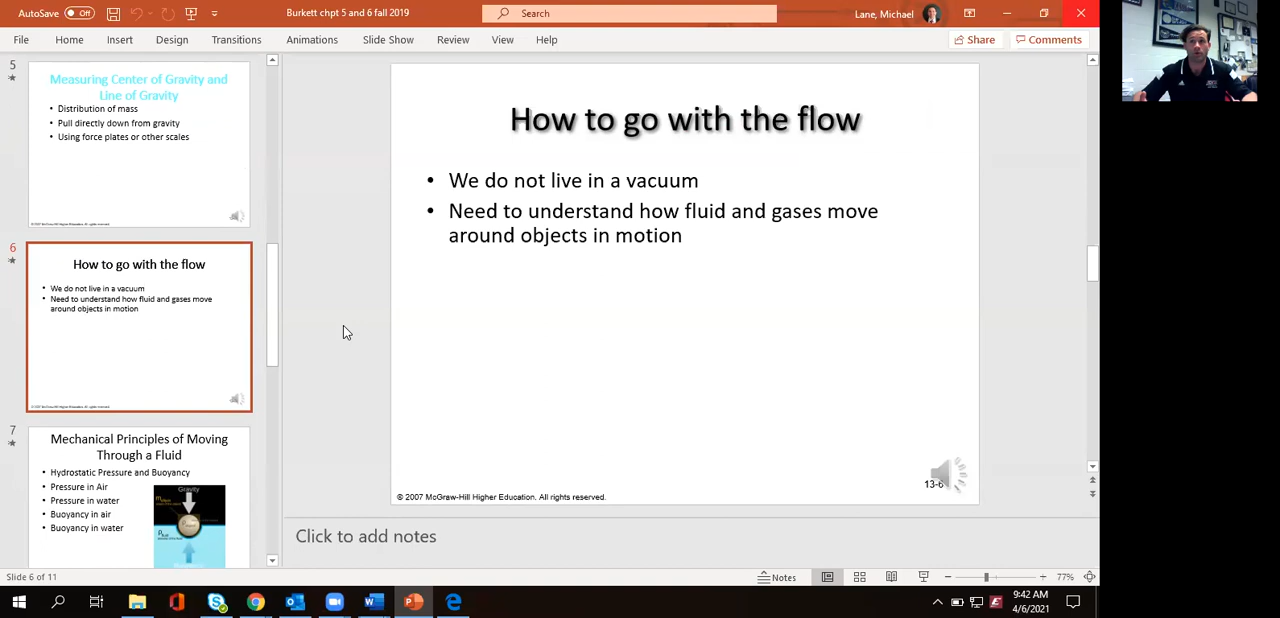 AutoSave Off
Burkett chpt 5 and 6 fall 2019
Search
Lane, Michael
File Home Insert Design Transitions Animations Slide Show Review View Help
Share Comments
5
Measuring Center of Gravity and
Line of Gravity
• Distribution of mass
• Pull directly down from gravity
• Using force plates or other scales
6
How to go with the flow
• We do not live in a vacuum
• Need to understand how fluid and gases move
around objects in motion
7
Mechanical Principles of Moving
Through a Fluid
• Hydrostatic Pressure and Buoyancy
• Pressure in Air
• Pressure in water
• Buoyancy in air
• Buoyancy in water
Gravity
How to go with the flow
• We do not live in a vacuum
• Need to understand how fluid and gases move
around objects in motion
13-6
© 2007 McGraw-Hill Higher Education. All rights reserved.
Click to add notes
Slide 6 of 11
Notes
77%
9:42 AM
4/6/2021